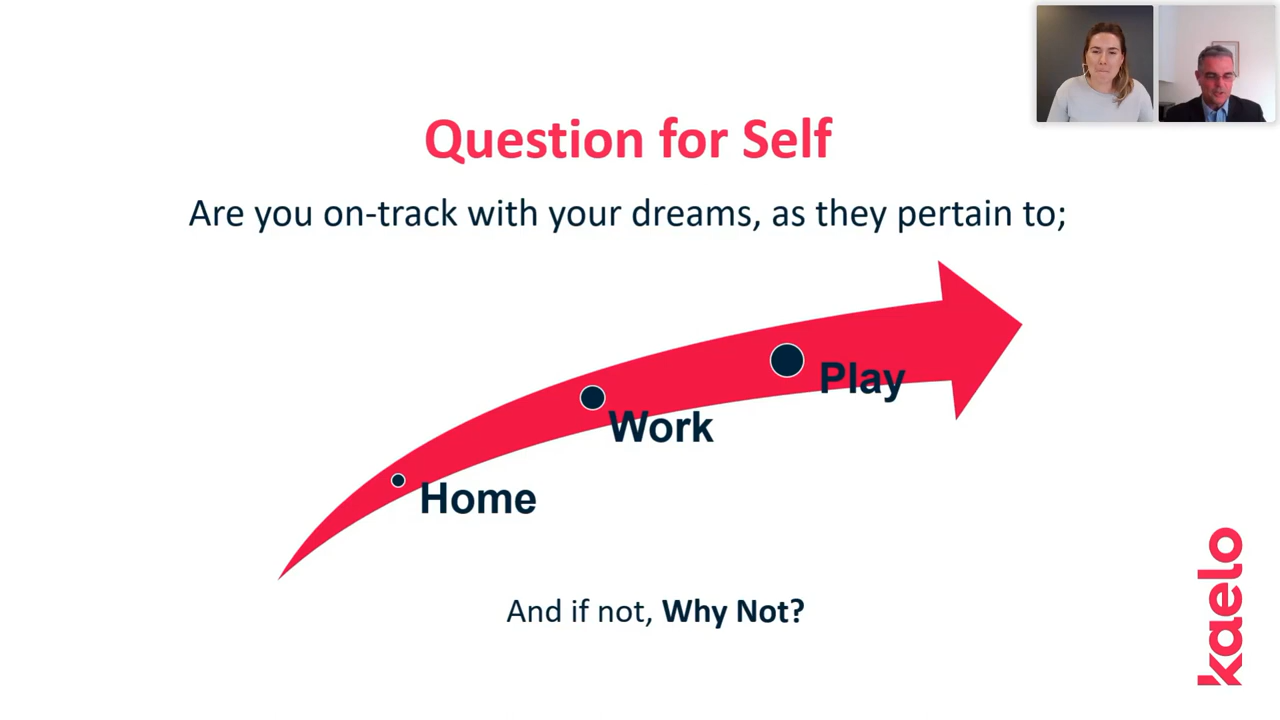 Question for Self
Are you on-track with your dreams, as they pertain to;
Play
Work
Home
And if not, Why Not?
kaelo